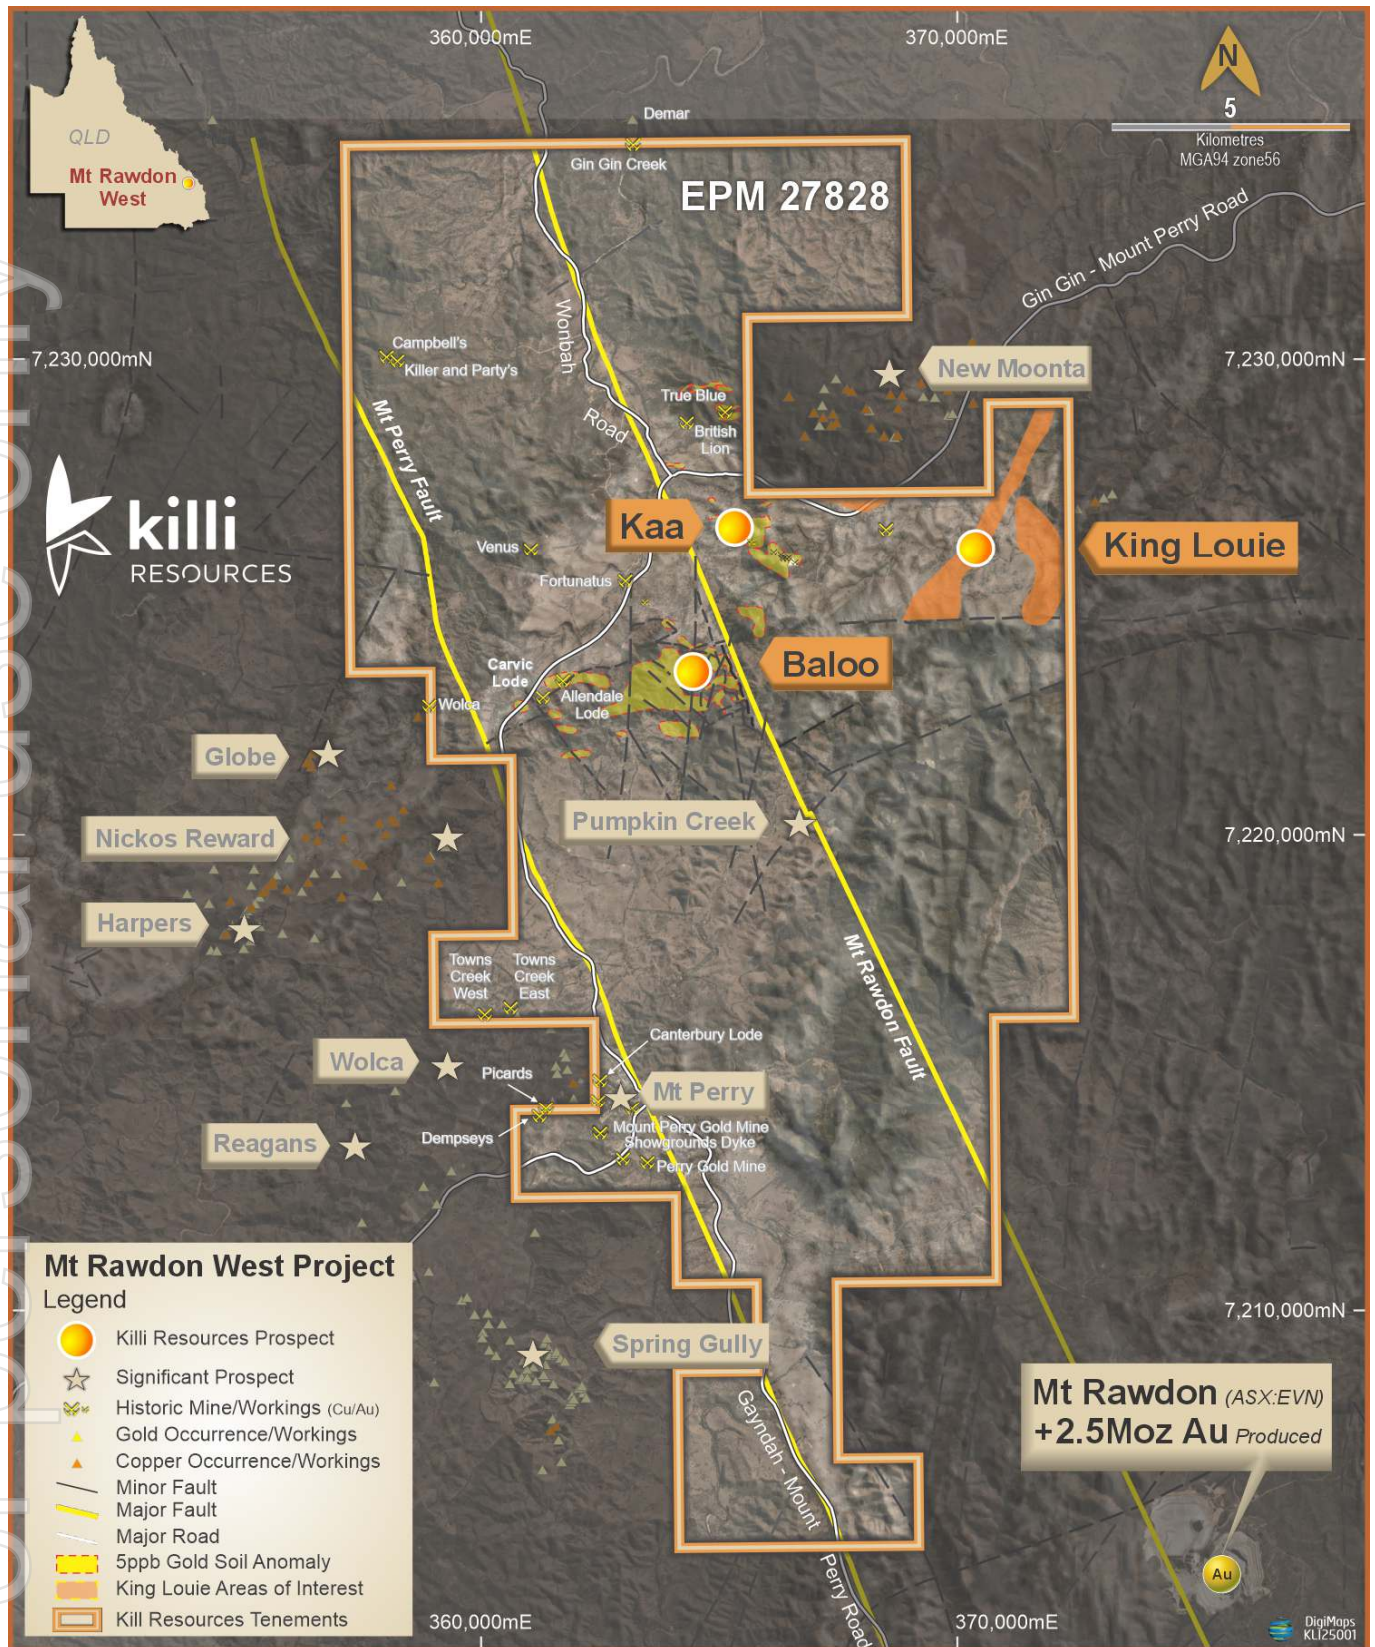 360,000mE
370,000mE
N
5
Kilometres
MGA94 zone56
QLD
Mt Rawdon
West
Demar
Gin Gin Creek
EPM 27828
Gin Gin - Mount Perry Road
Wonbah
Road
7,230,000mN
7,230,000mN
Campbell's
Killer and Party's
New Moonta
True Blue
British
Lion
Mt Perry Fault
killi
RESOURCES
Kaa
King Louie
Venus
Fortunatus
Baloo
Carvic
Lode
Allendale
Lode
Wolca
Globe
Pumpkin Creek
Nickos Reward
7,220,000mN
Harpers
Mt Rawdon Fault
Towns
Creek
West
Towns
Creek
East
Canterbury Lode
Wolca
Picards
Mt Perry
Dempseys
Mount Perry Gold Mine
Showgrounds Dyke
Reagans
Perry Gold Mine
7,210,000mN
Spring Gully
Gayndah - Mount
Perry Road
Mt Rawdon (ASX:EVN)
+2.5Moz Au Produced
Au
Mt Rawdon West Project
Legend
Killi Resources Prospect
Significant Prospect
Historic Mine/Workings (Cu/Au)
Gold Occurrence/Workings
Copper Occurrence/Workings
Minor Fault
Major Fault
Major Road
5ppb Gold Soil Anomaly
King Louie Areas of Interest
Kill Resources Tenements
360,000mE
370,000mE
DigiMaps
KLI25001
For personal use only